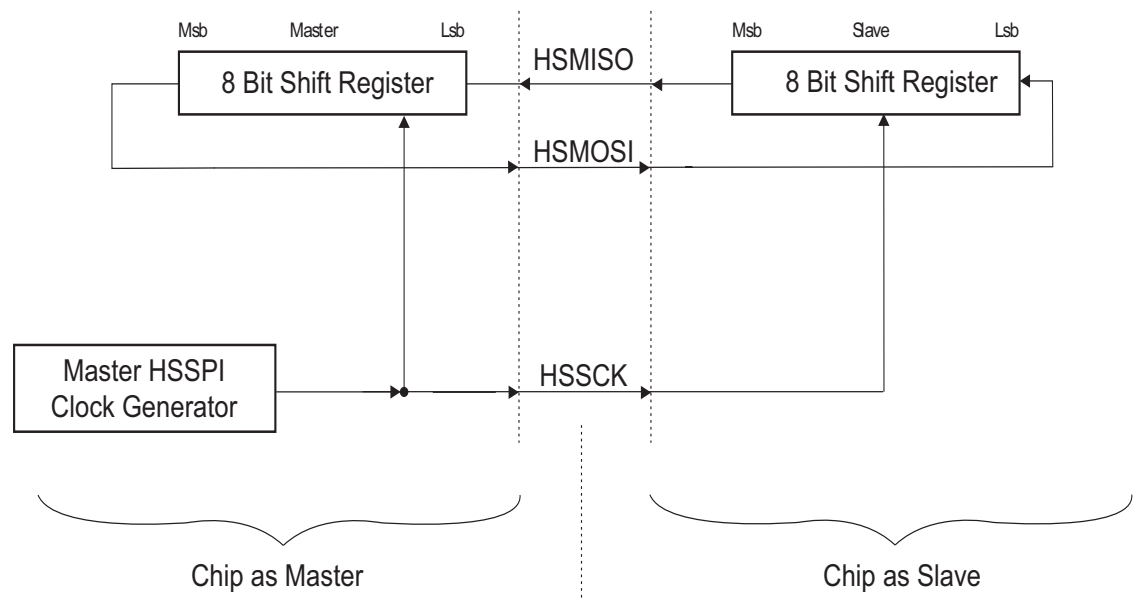 Msb Master Lsb
8 Bit Shift Register
HSMISO
Msb Slave Lsb
8 Bit Shift Register
HSMOSI
Master HSSPI
Clock Generator
HSSCK
Chip as Master
Chip as Slave